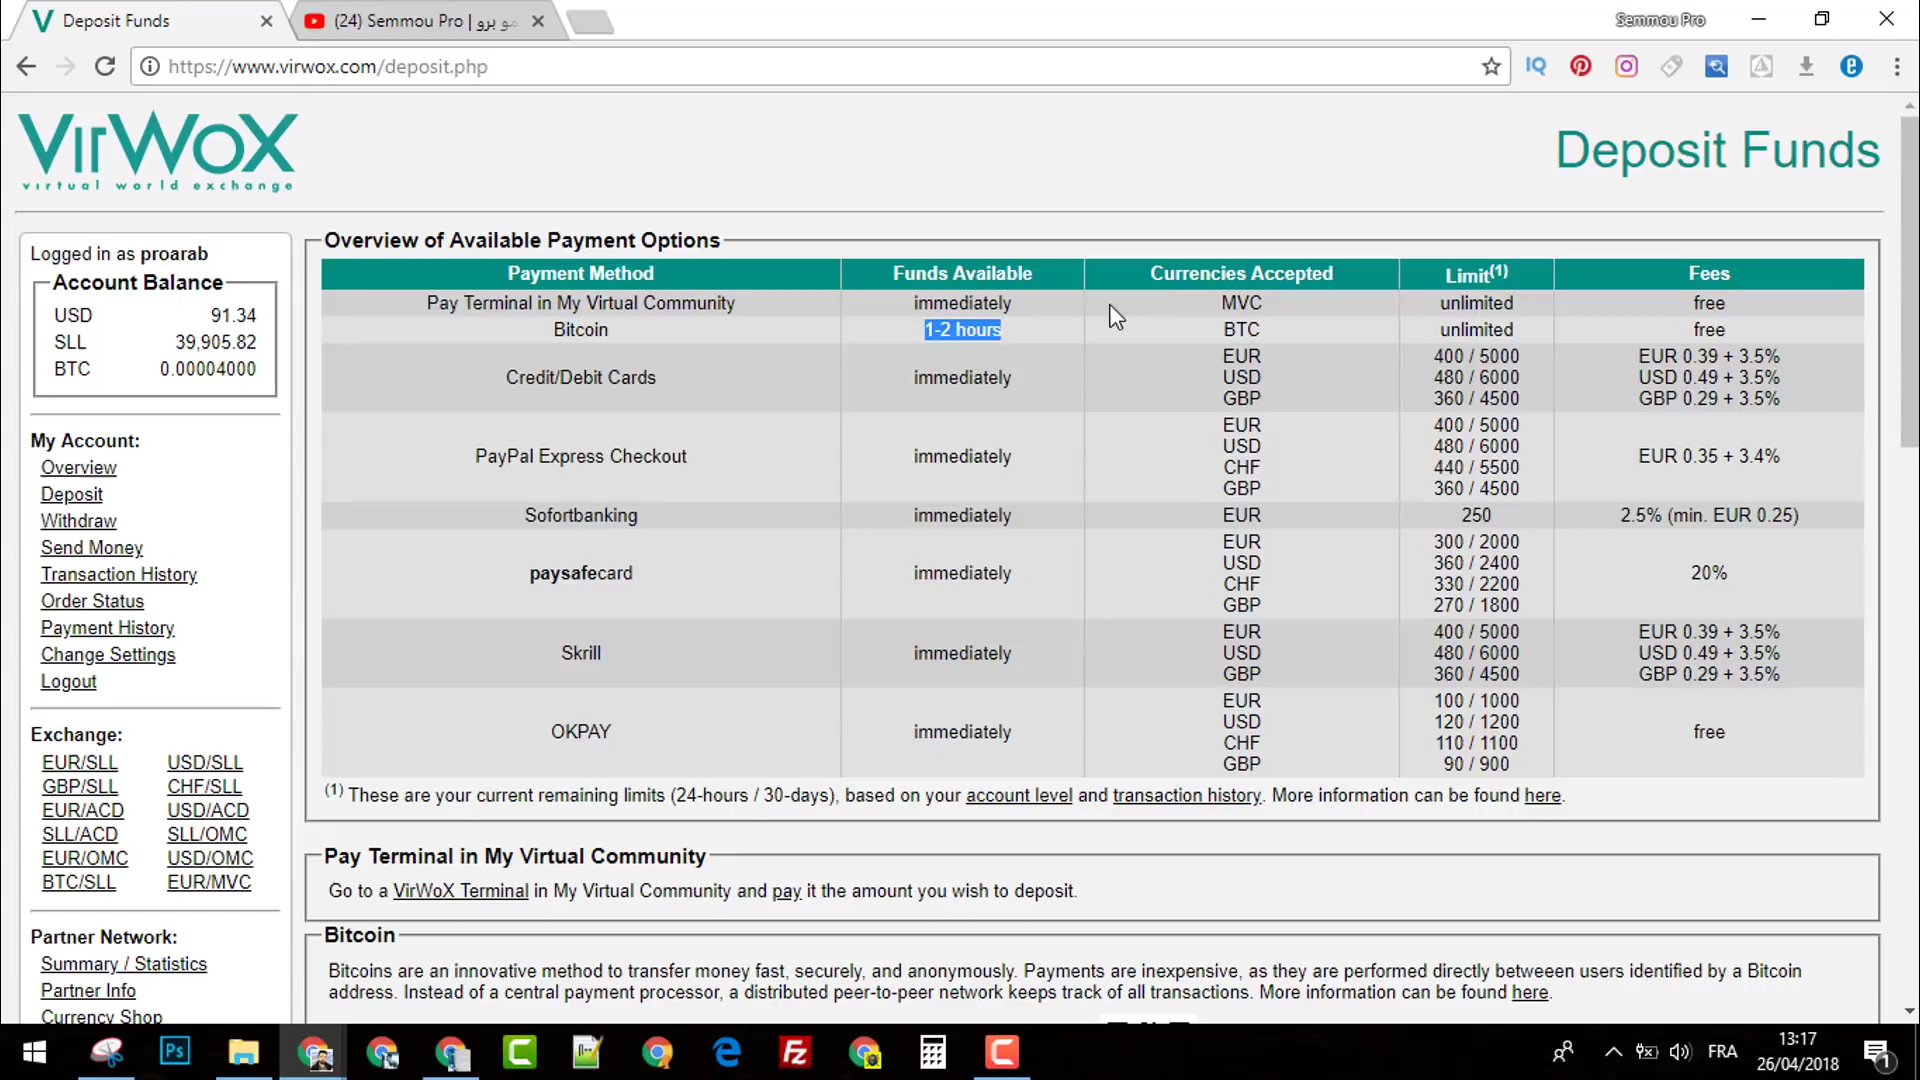 Deposit Funds
(24) Semmou Pro | مو برو
Semmou Pro
https://www.virwox.com/deposit.php
VirWoX
virtual world exchange
Deposit Funds
Logged in as proarab
Account Balance
USD 91.34
SLL 39,905.82
BTC 0.00004000
My Account:
Overview
Deposit
Withdraw
Send Money
Transaction History
Order Status
Payment History
Change Settings
Logout
Exchange:
EUR/SLL USD/SLL
GBP/SLL CHF/SLL
EUR/ACD USD/ACD
SLL/ACD SLL/OMC
EUR/OMC USD/OMC
BTC/SLL EUR/MVC
Partner Network:
Summary / Statistics
Partner Info
Currency Shop
Overview of Available Payment Options
Payment Method Funds Available Currencies Accepted Limit(1) Fees
Pay Terminal in My Virtual Community immediately MVC unlimited free
Bitcoin 1-2 hours BTC unlimited free
EUR 400 / 5000 EUR 0.39 + 3.5%
Credit/Debit Cards immediately USD 480 / 6000 USD 0.49 + 3.5%
GBP 360 / 4500 GBP 0.29 + 3.5%
EUR 400 / 5000
USD 480 / 6000
PayPal Express Checkout immediately EUR 0.35 + 3.4%
CHF 440 / 5500
GBP 360 / 4500
Sofortbanking immediately EUR 250 2.5% (min. EUR 0.25)
EUR 300 / 2000
USD 360 / 2400
paysafecard immediately 20%
CHF 330 / 2200
GBP 270 / 1800
EUR 400 / 5000 EUR 0.39 + 3.5%
Skrill immediately USD 480 / 6000 USD 0.49 + 3.5%
GBP 360 / 4500 GBP 0.29 + 3.5%
EUR 100 / 1000
USD 120 / 1200
OKPAY immediately free
CHF 110 / 1100
GBP 90 / 900
(1) These are your current remaining limits (24-hours / 30-days), based on your account level and transaction history. More information can be found here.
Pay Terminal in My Virtual Community
Go to a VirWoX Terminal in My Virtual Community and pay it the amount you wish to deposit.
Bitcoin
Bitcoins are an innovative method to transfer money fast, securely, and anonymously. Payments are inexpensive, as they are performed directly betweeen users identified by a Bitcoin
address. Instead of a central payment processor, a distributed peer-to-peer network keeps track of all transactions. More information can be found here.
FRA
13:17
26/04/2018
1